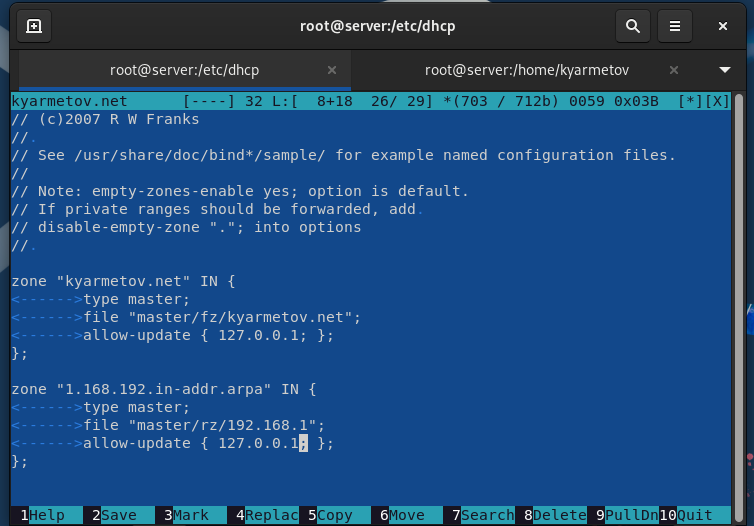 root@server:/etc/dhcp
root@server:/etc/dhcp
root@server:/home/kyarmetov
kyarmetov.net      [----] 32 L:[  8+18  26/ 29] *(703 / 712b) 0059 0x03B  [*][X]
// (c)2007 R W Franks
//.
// See /usr/share/doc/bind*/sample/ for example named configuration files.
//
// Note: empty-zones-enable yes; option is default.
// If private ranges should be forwarded, add.
// disable-empty-zone "."; into options
//.
zone "kyarmetov.net" IN {
<------>type master;
<------>file "master/fz/kyarmetov.net";
<------>allow-update { 127.0.0.1; };
};
zone "1.168.192.in-addr.arpa" IN {
<------>type master;
<------>file "master/rz/192.168.1";
<------>allow-update { 127.0.0.1; };
};
1Help 2Save 3Mark 4Replac 5Copy 6Move 7Search 8Delete 9PullDn 10Quit